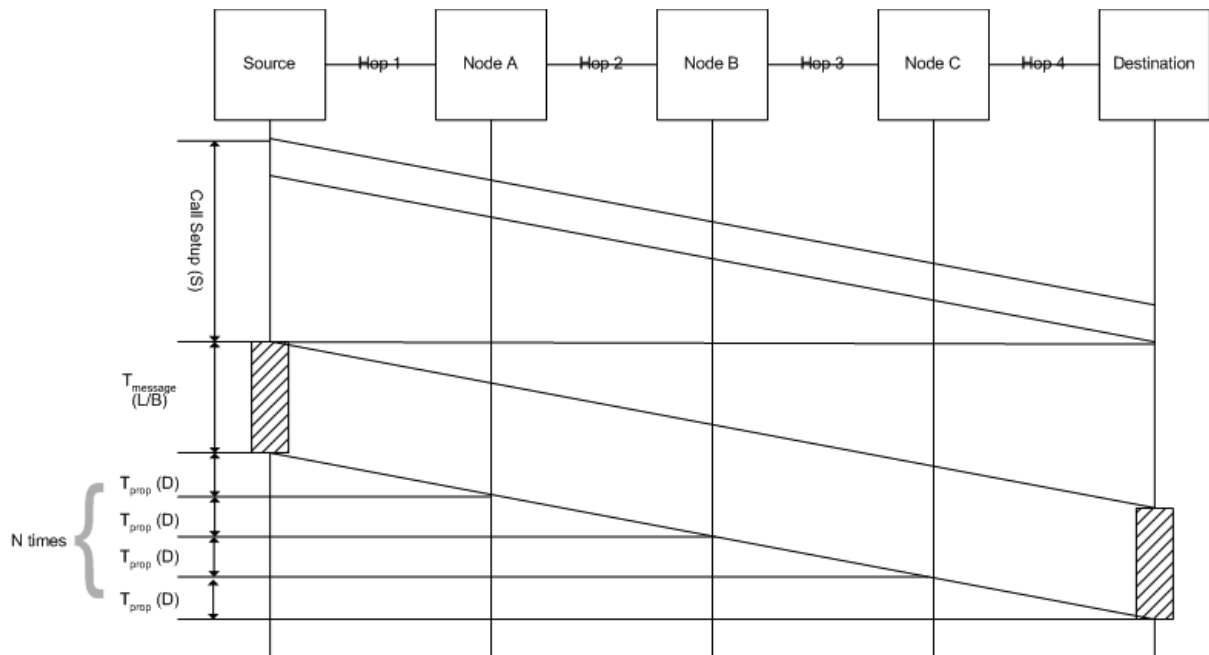 Source
Hop 1
Node A
Hop 2
Node B
Hop 3
Node C
Hop 4
Destination
Call Setup (S)
Tmessage
(L/B)
Tprop (D)
Tprop (D)
N times
Tprop (D)
Tprop (D)